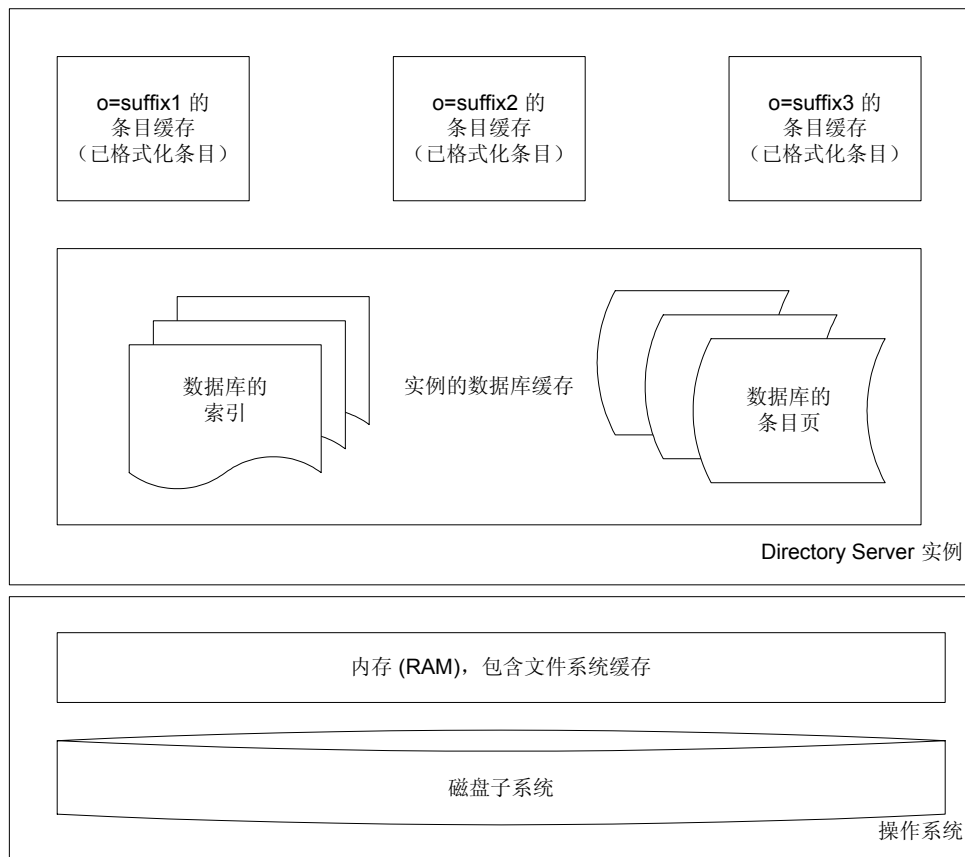 o=suffix1 的
条目缓存
（已格式化条目）
o=suffix2 的
条目缓存
（已格式化条目）
o=suffix3 的
条目缓存
（已格式化条目）
数据库的
索引
实例的数据库缓存
数据库的
条目页
Directory Server 实例
内存 (RAM)，包含文件系统缓存
磁盘子系统
操作系统